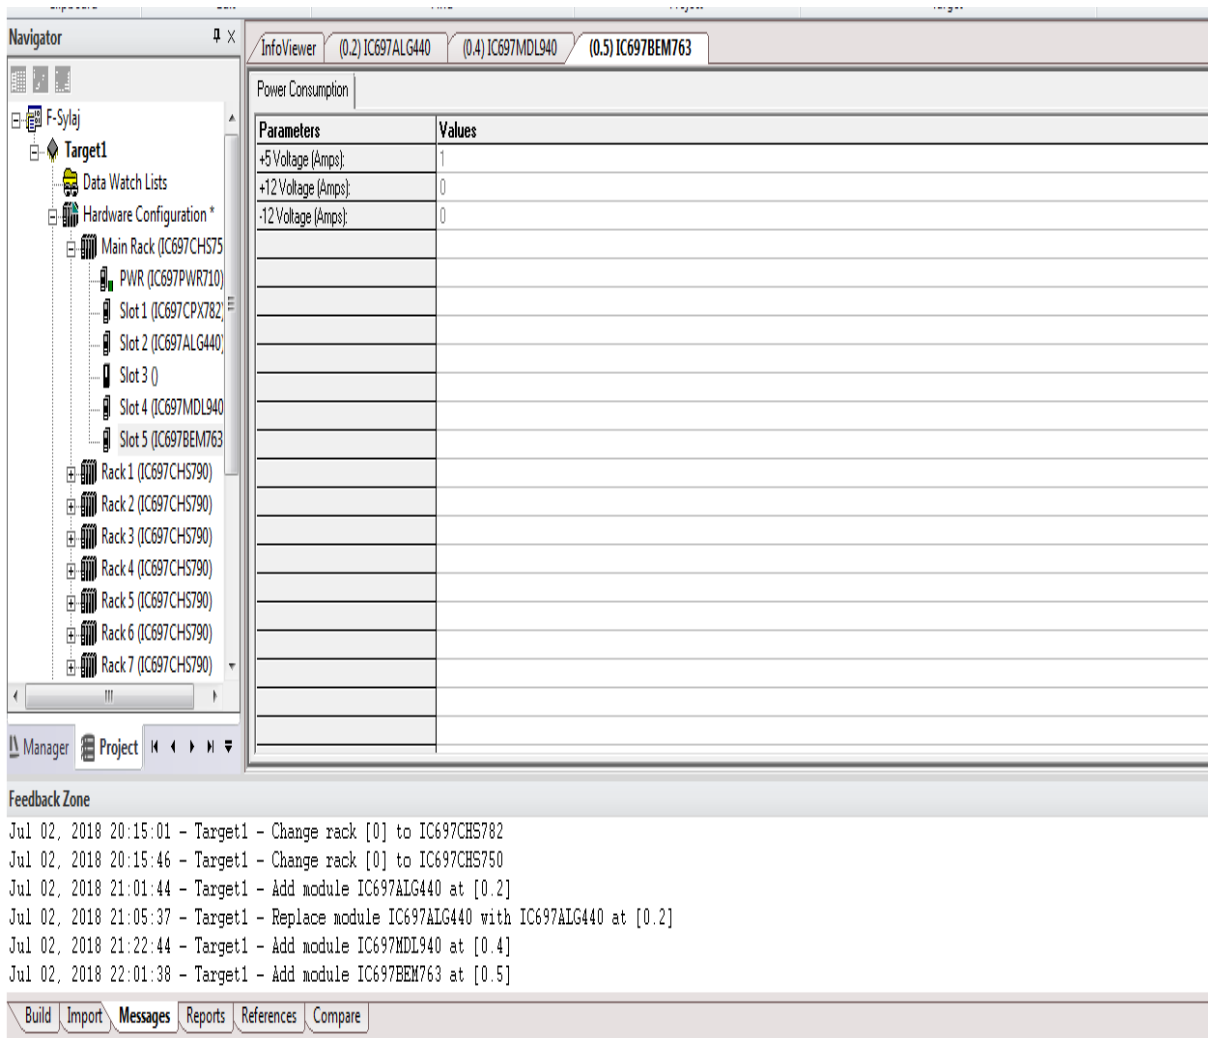 Navigator
InfoViewer (0.2) IC697ALG440 (0.4) IC697MDL940 (0.5) IC697BEM763
Power Consumption
F-Sylaj
Target1
Data Watch Lists
Hardware Configuration *
Main Rack (IC697CHS75
PWR (IC697PWR710)
Slot 1 (IC697CPX782)
Slot 2 (IC697ALG440)
Slot 3 ()
Slot 4 (IC697MDL940
Slot 5 (IC697BEM763
Rack 1 (IC697CHS790)
Rack 2 (IC697CHS790)
Rack 3 (IC697CHS790)
Rack 4 (IC697CHS790)
Rack 5 (IC697CHS790)
Rack 6 (IC697CHS790)
Rack 7 (IC697CHS790)
Manager Project
Parameters Values
+5 Voltage (Amps): 1
+12 Voltage (Amps): 0
-12 Voltage (Amps): 0
Feedback Zone
Jul 02, 2018 20:15:01 - Target1 - Change rack [0] to IC697CHS782
Jul 02, 2018 20:15:46 - Target1 - Change rack [0] to IC697CHS750
Jul 02, 2018 21:01:44 - Target1 - Add module IC697ALG440 at [0.2]
Jul 02, 2018 21:05:37 - Target1 - Replace module IC697ALG440 with IC697ALG440 at [0.2]
Jul 02, 2018 21:22:44 - Target1 - Add module IC697MDL940 at [0.4]
Jul 02, 2018 22:01:38 - Target1 - Add module IC697BEM763 at [0.5]
Build Import Messages Reports References Compare